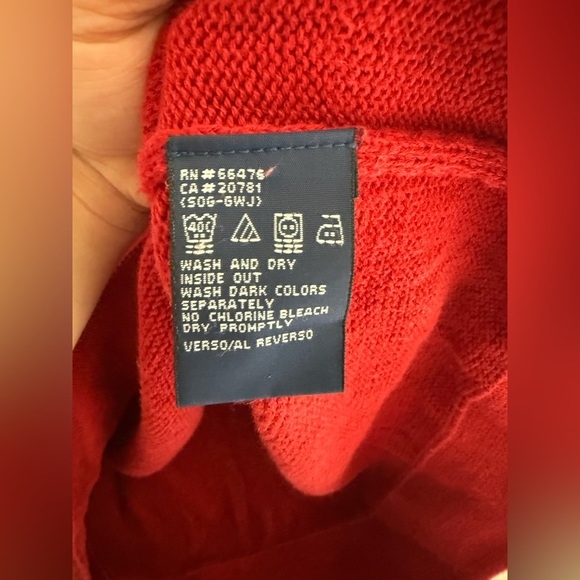 RN#66476
CA#20781
(SOG-GWJ)
40C
WASH AND DRY
INSIDE OUT
WASH DARK COLORS
SEPARATELY
NO CHLORINE BLEACH
DRY PROMPTLY
VERSO/AL REVERSO